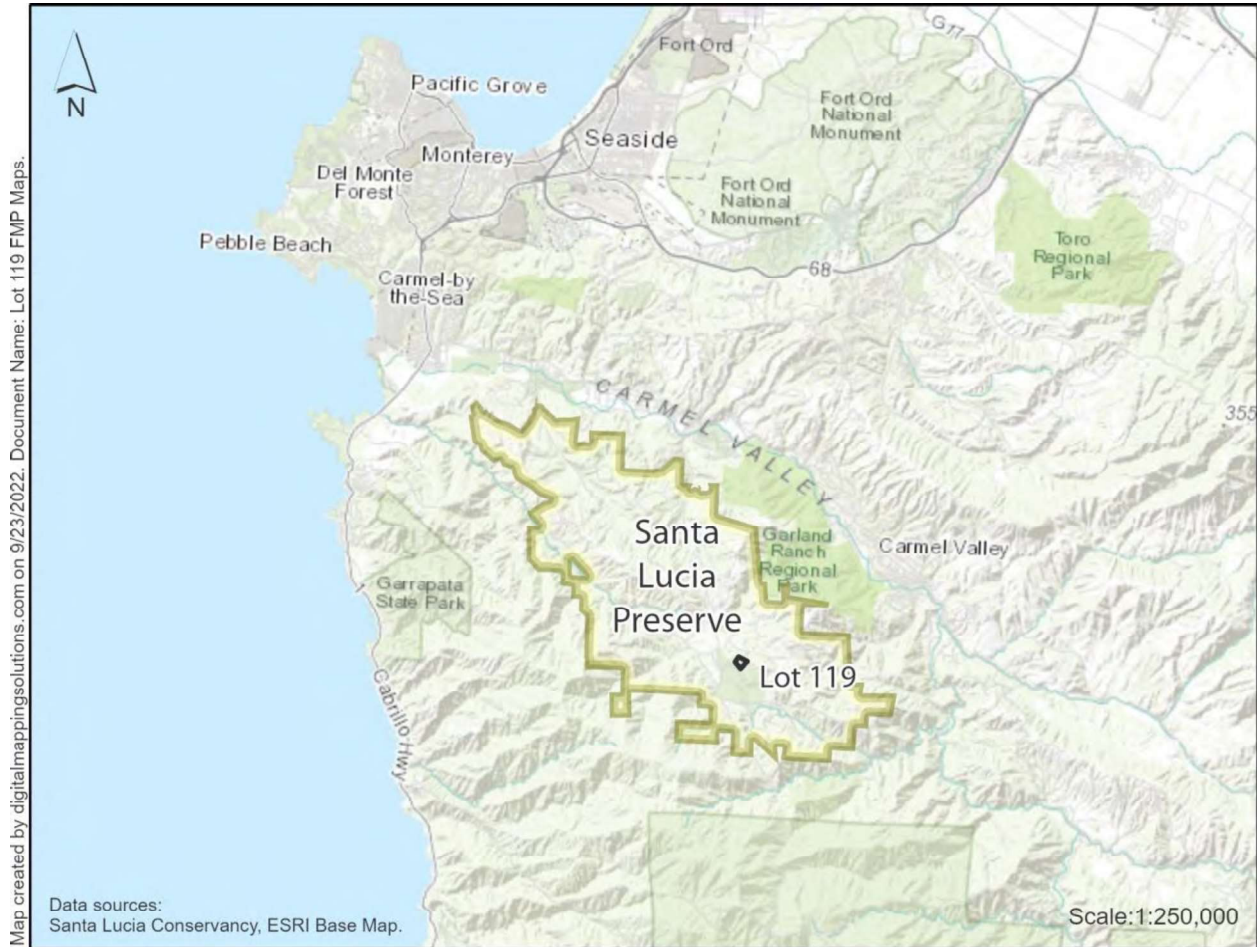 Map created by digitalmappingsolutions.com on 9/23/2022. Document Name: Lot 119 FMP Maps.
N
Fort Ord
G17
Pacific Grove
Fort Ord
National
Monument
Seaside
Monterey
Del Monte
Forest
Fort Ord
National
Monument
Pebble Beach
Toro
Regional
Park
68
Carmel-by
the-Sea
CARMEL VALLEY
355
Santa
Lucia
Preserve
Garland
Ranch
Regional
Park
Carmel Valley
Garrapata
State Park
Lot 119
Cabrillo Hwy
Data sources:
Santa Lucia Conservancy, ESRI Base Map.
Scale:1:250,000